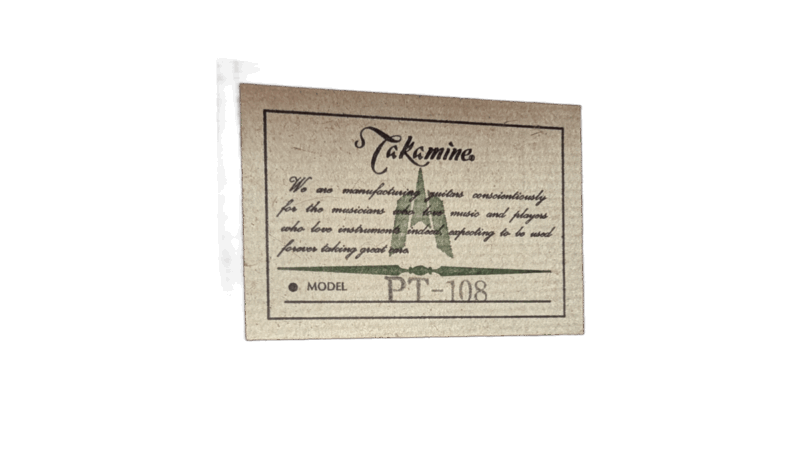 Takamine
We are manufacturing guitars conscientiously
for the musicians who love music and players
who love instruments indeed, expecting to be used
forever taking great care.
● MODEL PT-108